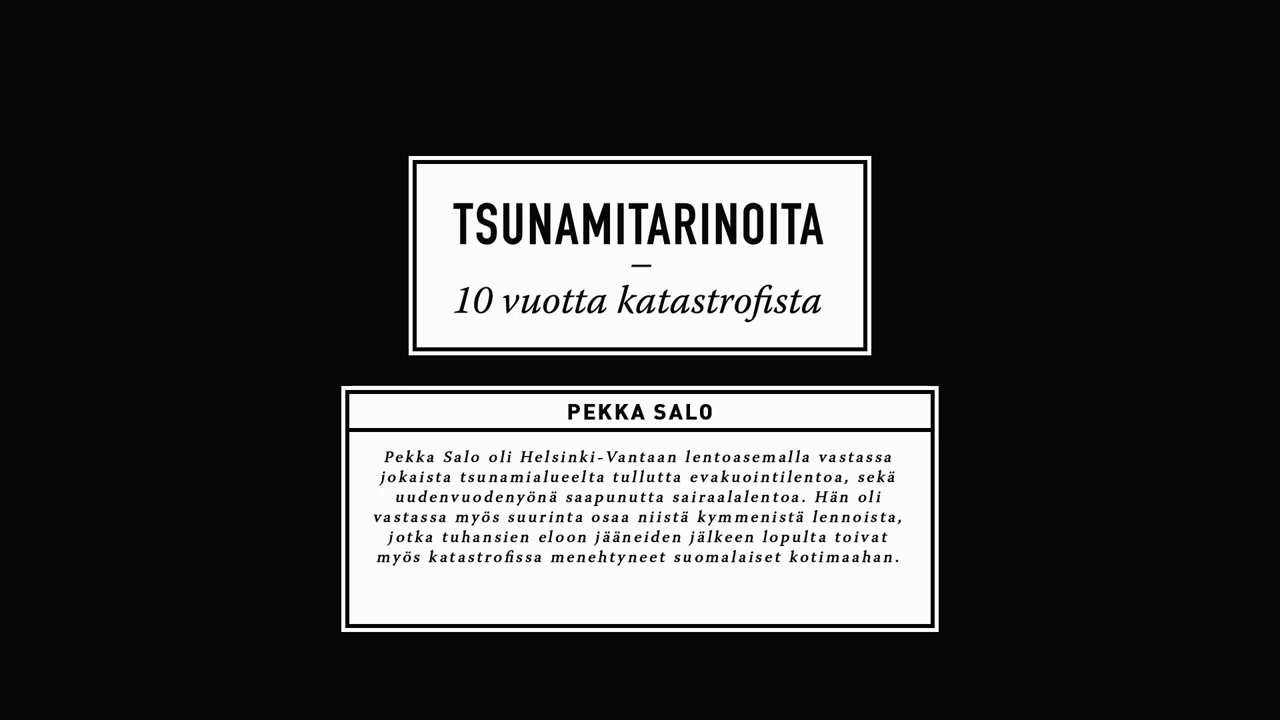 TSUNAMITARINOITA
–
10 vuotta katastrofista
PEKKA SALO
Pekka Salo oli Helsinki-Vantaan lentoasemalla vastassa
jokaista tsunamialueelta tullutta evakuointilentoa, sekä
uudenvuodenyönä saapunutta sairaalalentoa. Hän oli
vastassa myös suurinta osaa niistä kymmenistä lennoista,
jotka tuhansien eloon jääneiden jälkeen lopulta toivat
myös katastrofissa menehtyneet suomalaiset kotimaahan.